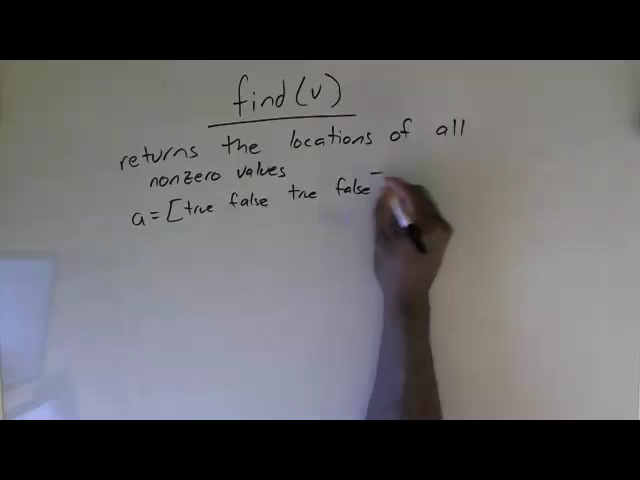 find(v)
returns the locations of all
nonzero values
a=[true false true false